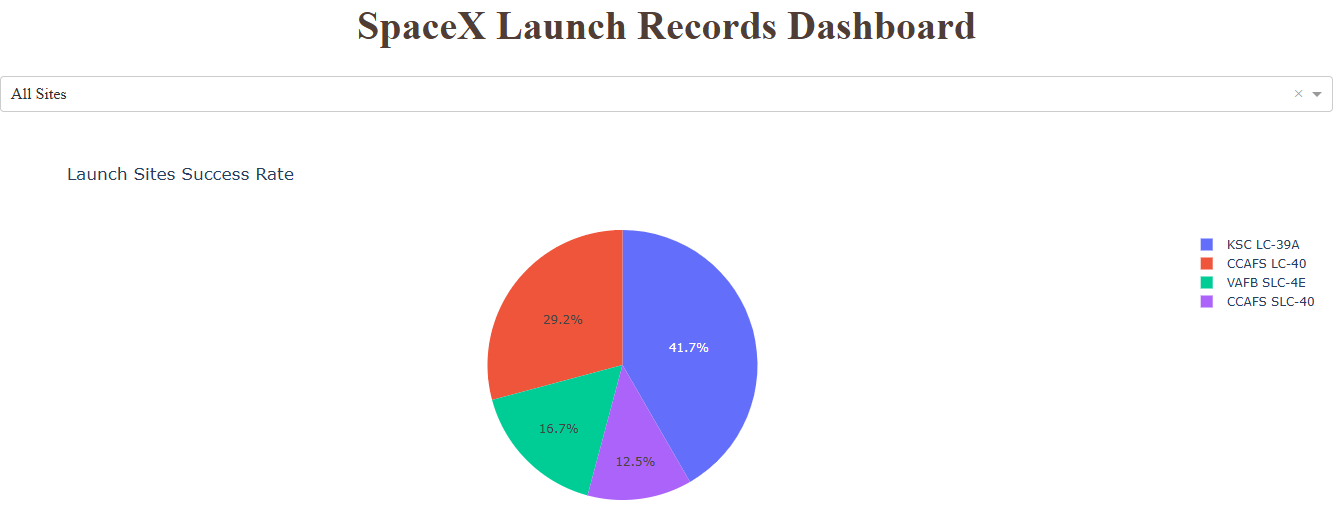 SpaceX Launch Records Dashboard
All Sites
×
Launch Sites Success Rate
KSC LC-39A
CCAFS LC-40
VAFB SLC-4E
CCAFS SLC-40
29.2%
41.7%
16.7%
12.5%